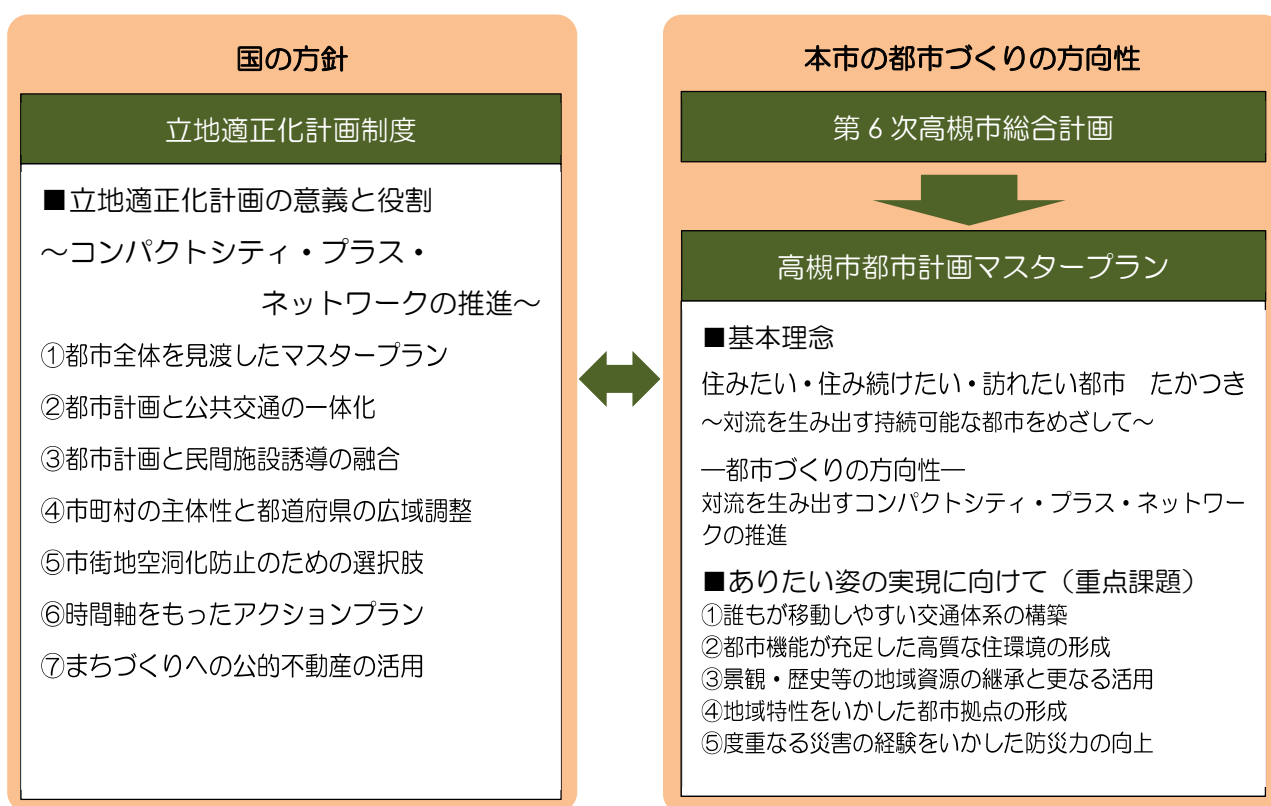 国の方針
立地適正化計画制度
■立地適正化計画の意義と役割
～コンパクトシティ・プラス・
ネットワークの推進～
①都市全体を見渡したマスタープラン
②都市計画と公共交通の一体化
③都市計画と民間施設誘導の融合
④市町村の主体性と都道府県の広域調整
⑤市街地空洞化防止のための選択肢
⑥時間軸をもったアクションプラン
⑦まちづくりへの公的不動産の活用
本市の都市づくりの方向性
第6次高槻市総合計画
高槻市都市計画マスタープラン
■基本理念
住みたい・住み続けたい・訪れたい都市　たかつき
～対流を生み出す持続可能な都市をめざして～
―都市づくりの方向性―
対流を生み出すコンパクトシティ・プラス・ネットワー
クの推進
■ありたい姿の実現に向けて（重点課題）
①誰もが移動しやすい交通体系の構築
②都市機能が充足した高質な住環境の形成
③景観・歴史等の地域資源の継承と更なる活用
④地域特性をいかした都市拠点の形成
⑤度重なる災害の経験をいかした防災力の向上